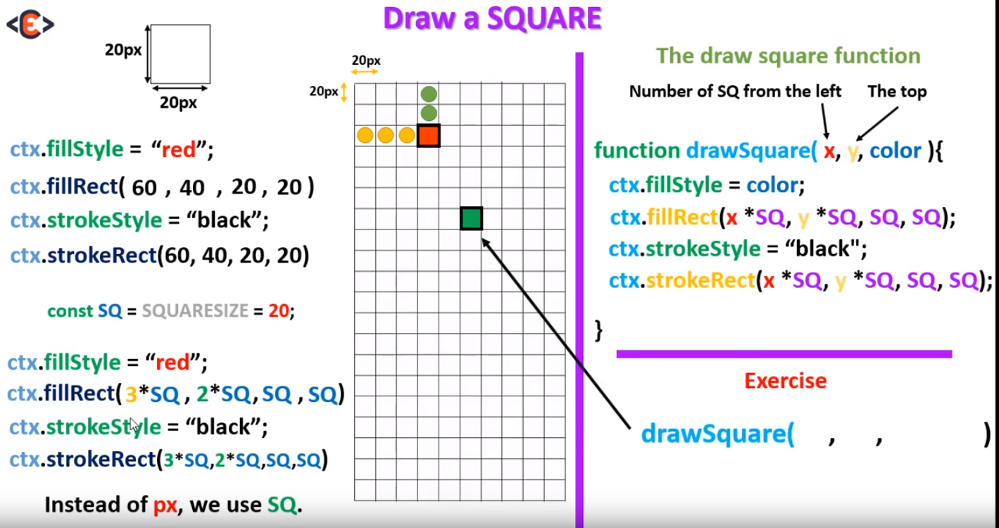 <E>
Draw a SQUARE
20px
20px
ctx.fillStyle = “red”;
ctx.fillRect( 60 , 40 , 20 , 20 )
ctx.strokeStyle = “black”;
ctx.strokeRect(60, 40, 20, 20)
const SQ = SQUARESIZE = 20;
ctx.fillStyle = “red”;
ctx.fillRect( 3*SQ , 2*SQ, SQ , SQ)
ctx.strokeStyle = “black”;
ctx.strokeRect(3*SQ,2*SQ,SQ,SQ)
Instead of px, we use SQ.
20px
20px
The draw square function
Number of SQ from the left The top
function drawSquare( x, y, color ){
ctx.fillStyle = color;
ctx.fillRect(x *SQ, y *SQ, SQ, SQ);
ctx.strokeStyle = “black";
ctx.strokeRect(x *SQ, y *SQ, SQ, SQ);
}
Exercise
drawSquare( , , )